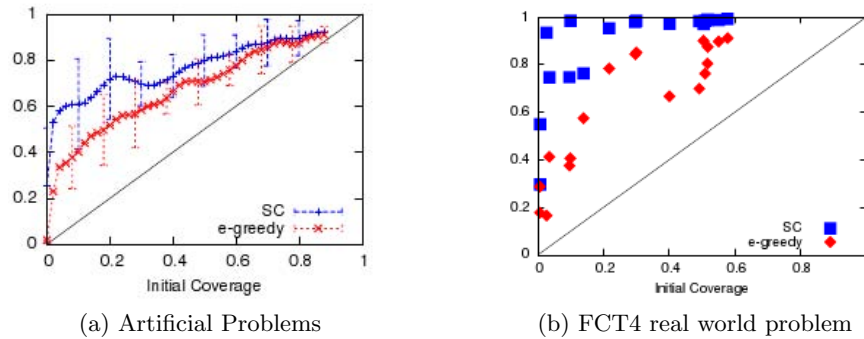 1
0.8
0.6
0.4
0.2
0
0 0.2 0.4 0.6 0.8 1
SC
e-greedy
Initial Coverage
(a) Artificial Problems
1
0.8
0.6
0.4
0.2
0
0 0.2 0.4 0.6 0.8
SC
e-greedy
Initial Coverage
(b) FCT4 real world problem